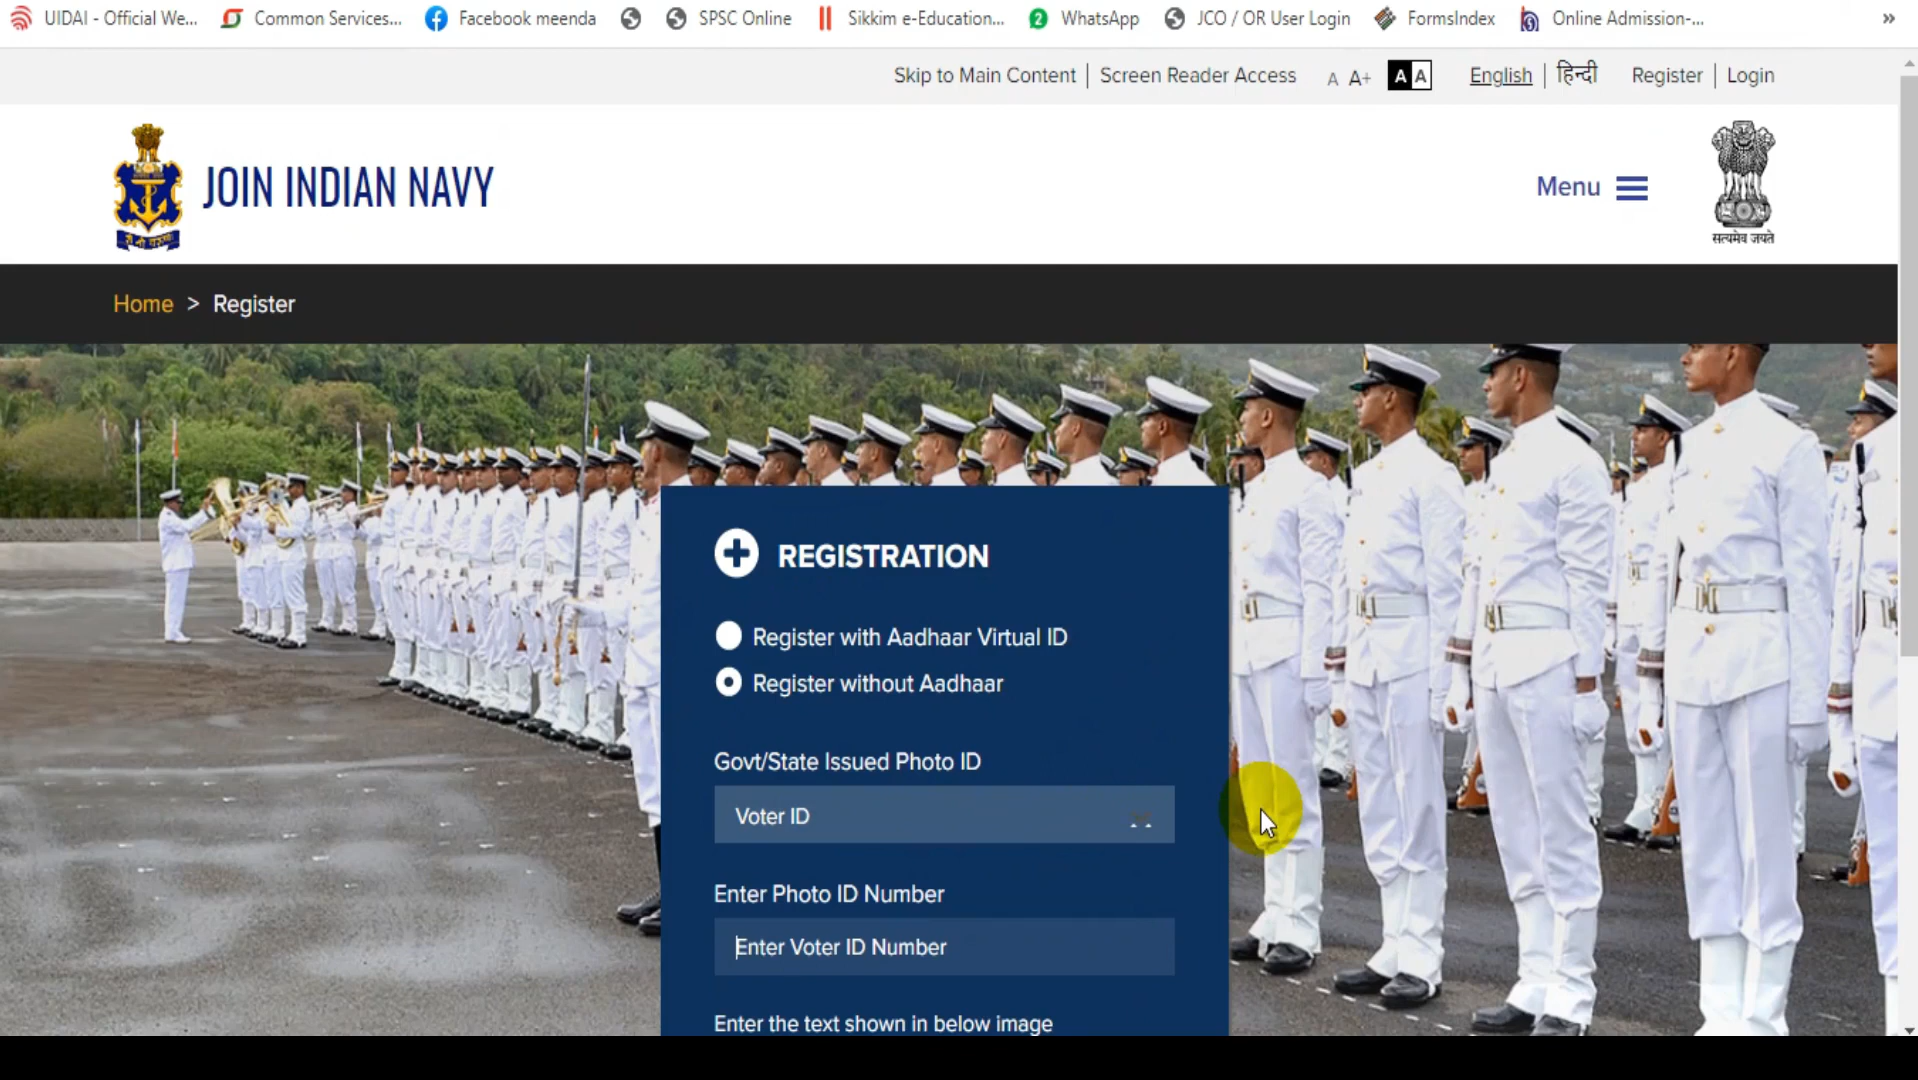 UIDAI - Official We... Common Services... Facebook meenda SPSC Online Sikkim e-Education... WhatsApp JCO / OR User Login FormsIndex Online Admission-... »
Skip to Main Content | Screen Reader Access A A+ A A English | हिन्दी Register | Login
JOIN INDIAN NAVY
Menu
सत्यमेव जयते
Home > Register
REGISTRATION
Register with Aadhaar Virtual ID
Register without Aadhaar
Govt/State Issued Photo ID
Voter ID
Enter Photo ID Number
Enter Voter ID Number
Enter the text shown in below image